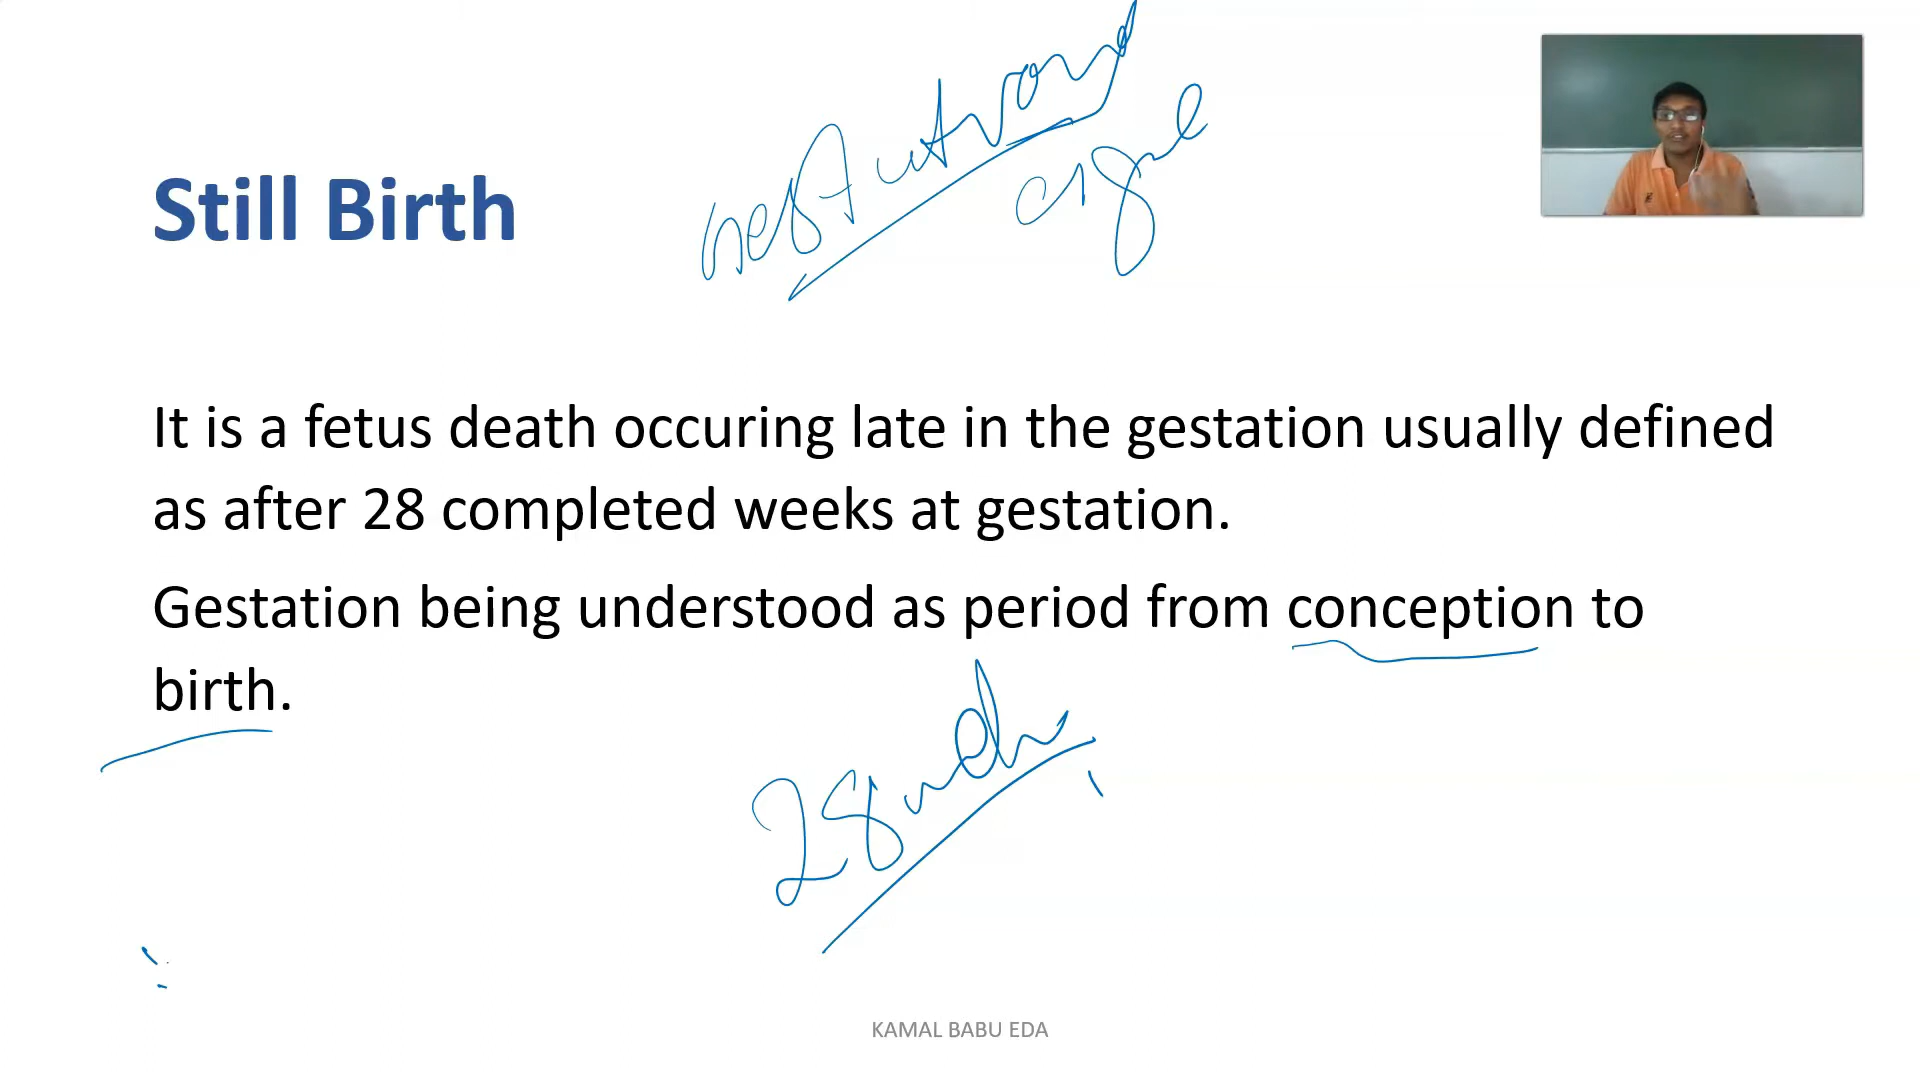 Still Birth
It is a fetus death occuring late in the gestation usually defined
as after 28 completed weeks at gestation.
Gestation being understood as period from conception to
birth.
28
KAMAL BABU EDA